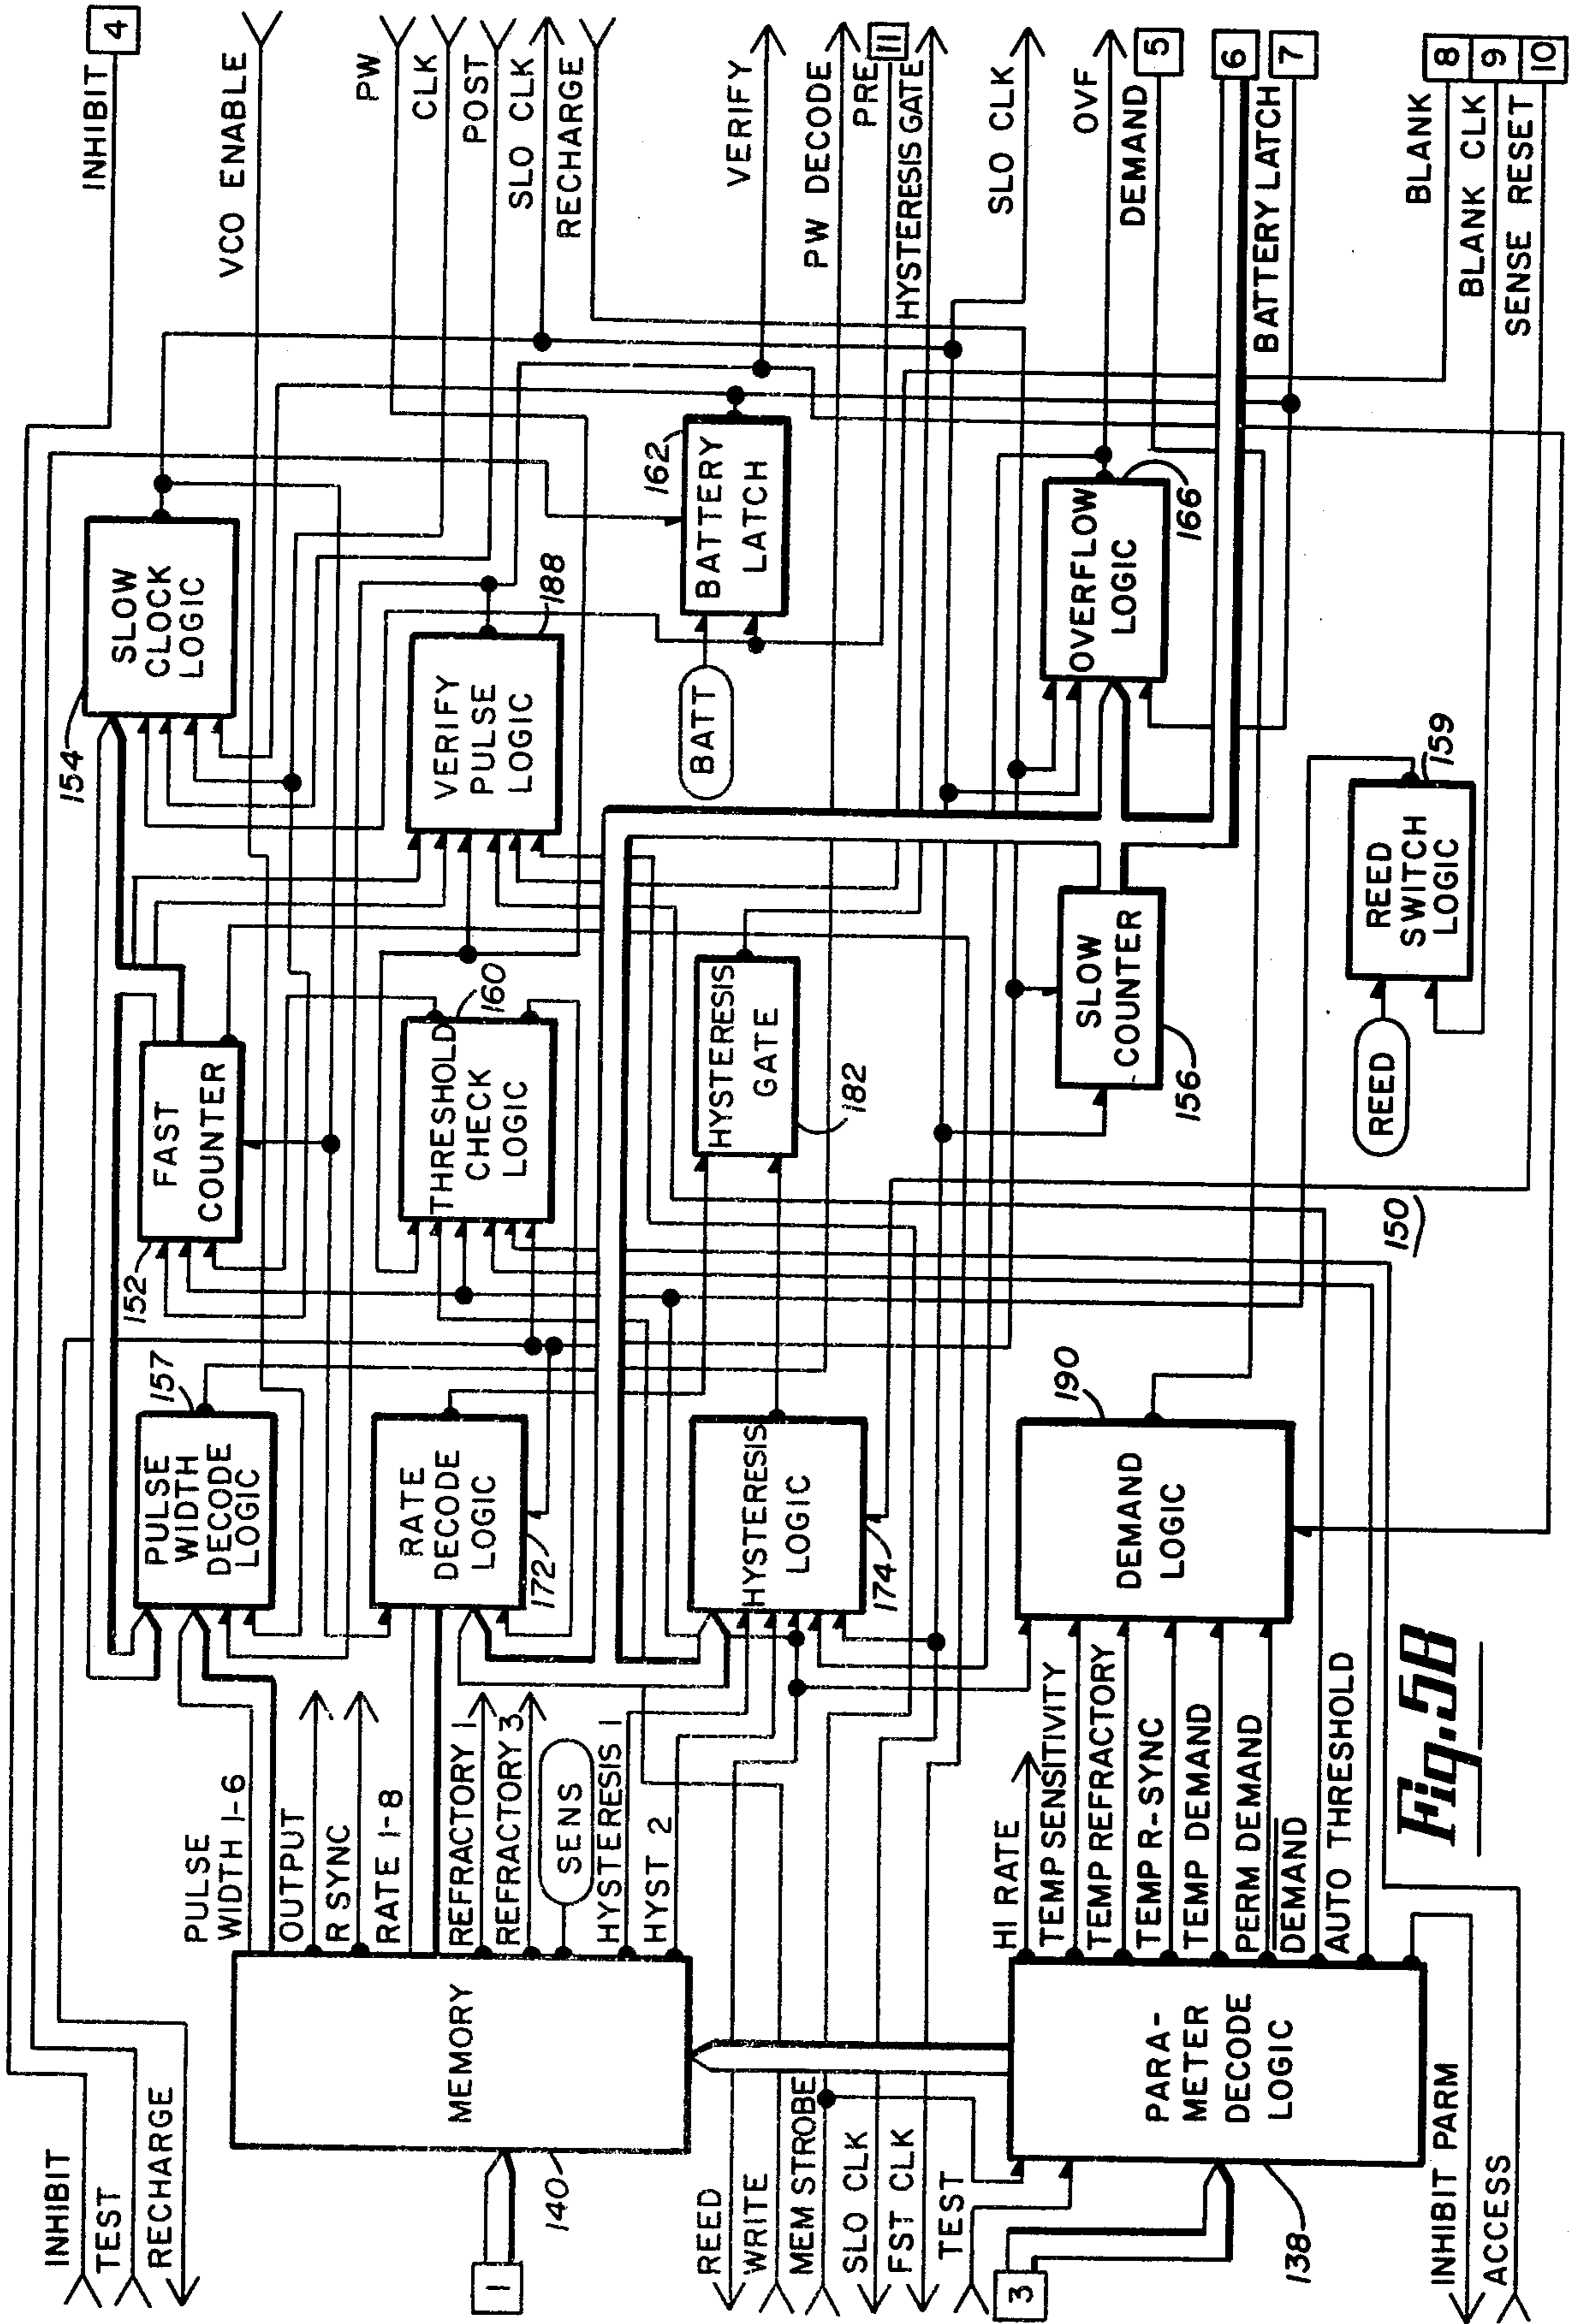 INHIBIT
TEST
RECHARGE
INHIBIT
4
VCO ENABLE
PW
CLK
POST
SLO CLK
RECHARGE
VERIFY
PW DECODE
PRE
11
HYSTERESIS GATE
SLO CLK
OVF
DEMAND
5
6
BATTERY LATCH
7
BLANK
8
BLANK CLK
9
SENSE RESET
10
154
SLOW
CLOCK
LOGIC
152
FAST
COUNTER
157
PULSE
WIDTH
DECODE
LOGIC
PULSE
WIDTH 1-6
OUTPUT
R SYNC
RATE 1-8
REFRACTORY 1
REFRACTORY 3
SENS
HYSTERESIS 1
HYST 2
MEMORY
140
1
RATE
DECODE
LOGIC
172
THRESHOLD
CHECK
LOGIC
160
VERIFY
PULSE
LOGIC
188
162
BATTERY
LATCH
BATT
HYSTERESIS
LOGIC
174
HYSTERESIS
GATE
182
REED
WRITE
MEM STROBE
SLO CLK
FST CLK
TEST
3
138
PARA-
METER
DECODE
LOGIC
HI RATE
TEMP SENSITIVITY
TEMP REFRACTORY
TEMP R-SYNC
TEMP DEMAND
PERM DEMAND
DEMAND
AUTO THRESHOLD
INHIBIT PARM
ACCESS
190
DEMAND
LOGIC
SLOW
COUNTER
156
OVERFLOW
LOGIC
166
REED
SWITCH
LOGIC
159
REED
150
Fig. 5B